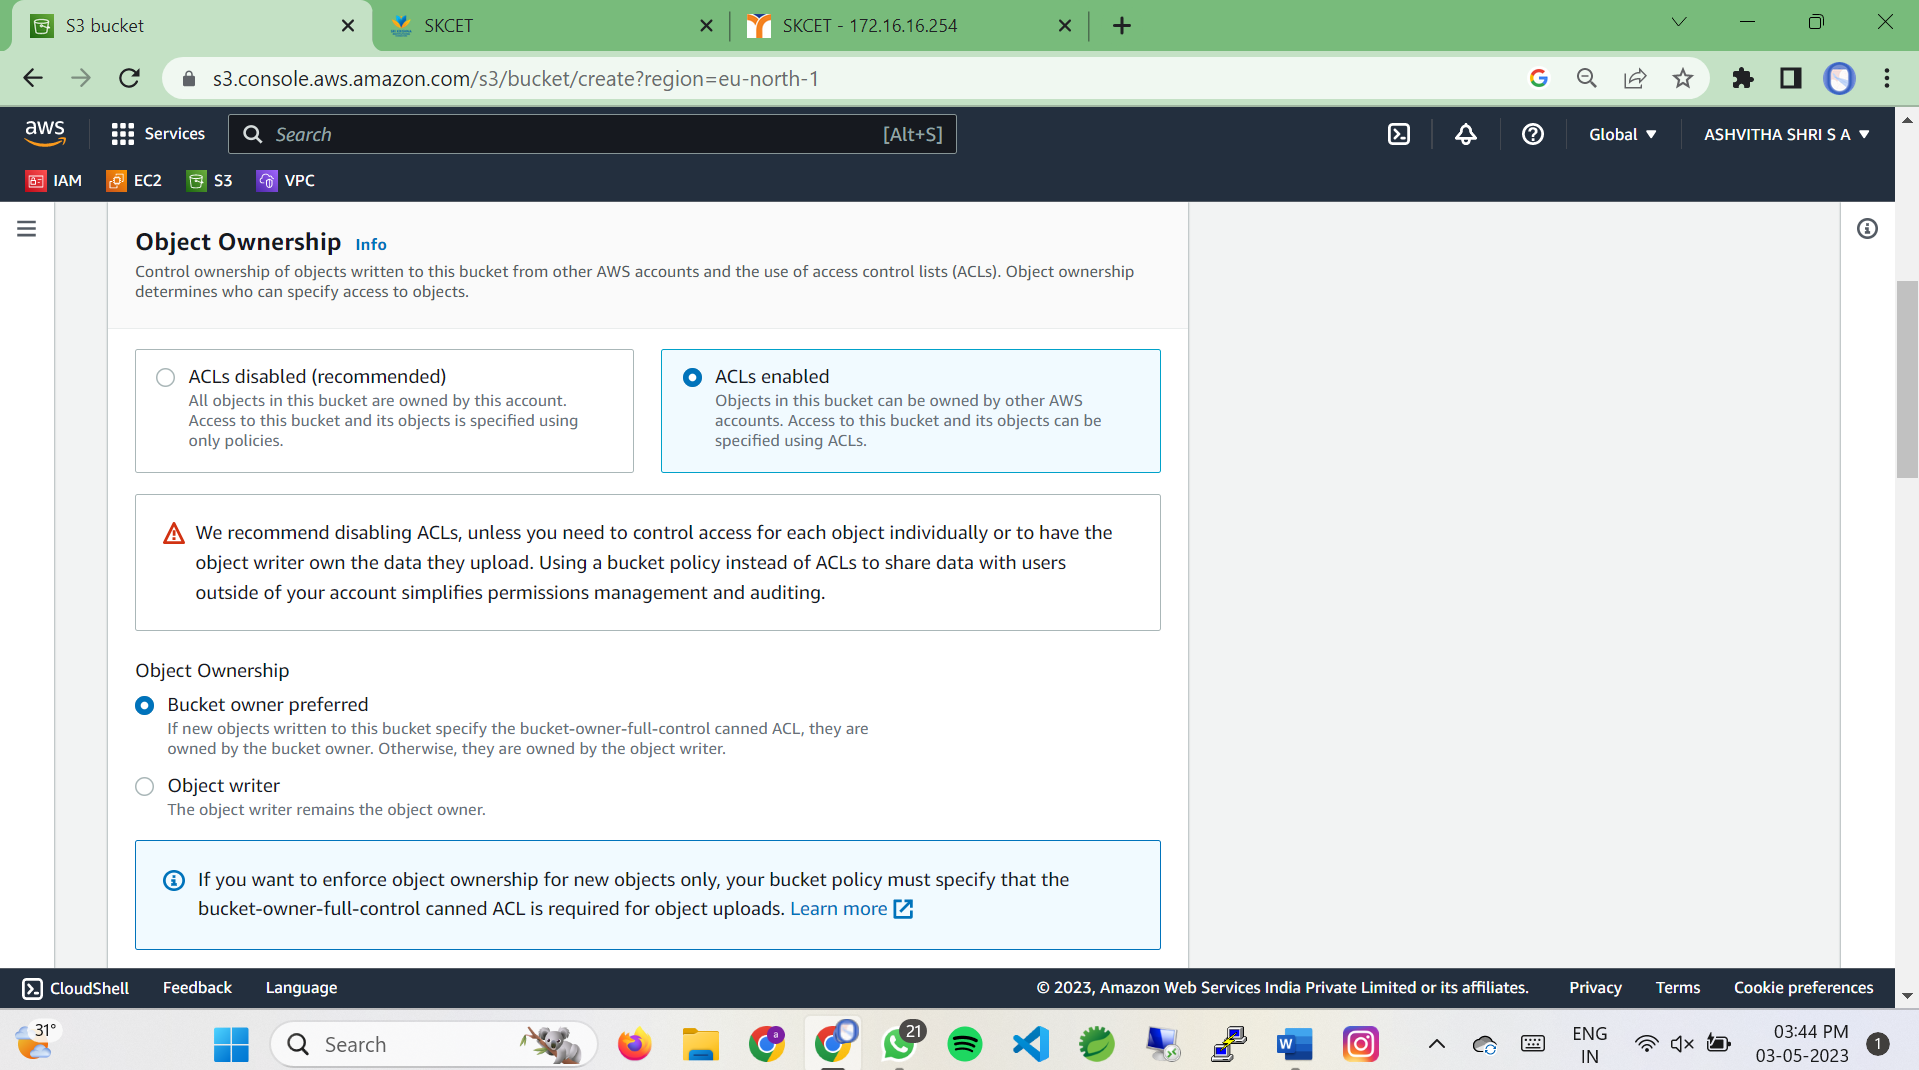 S3 bucket
SKCET
SKCET - 172.16.16.254
s3.console.aws.amazon.com/s3/bucket/create?region=eu-north-1
aws
Services
Search
[Alt+S]
Global
ASHVITHA SHRI S A
IAM
EC2
S3
VPC
Object Ownership Info
Control ownership of objects written to this bucket from other AWS accounts and the use of access control lists (ACLs). Object ownership
determines who can specify access to objects.
ACLs disabled (recommended)
All objects in this bucket are owned by this account.
Access to this bucket and its objects is specified using
only policies.
ACLs enabled
Objects in this bucket can be owned by other AWS
accounts. Access to this bucket and its objects can be
specified using ACLs.
We recommend disabling ACLs, unless you need to control access for each object individually or to have the
object writer own the data they upload. Using a bucket policy instead of ACLs to share data with users
outside of your account simplifies permissions management and auditing.
Object Ownership
Bucket owner preferred
If new objects written to this bucket specify the bucket-owner-full-control canned ACL, they are
owned by the bucket owner. Otherwise, they are owned by the object writer.
Object writer
The object writer remains the object owner.
If you want to enforce object ownership for new objects only, your bucket policy must specify that the
bucket-owner-full-control canned ACL is required for object uploads. Learn more
CloudShell
Feedback
Language
© 2023, Amazon Web Services India Private Limited or its affiliates.
Privacy
Terms
Cookie preferences
31°
Search
a
21
W
ENG
IN
03:44 PM
03-05-2023
1